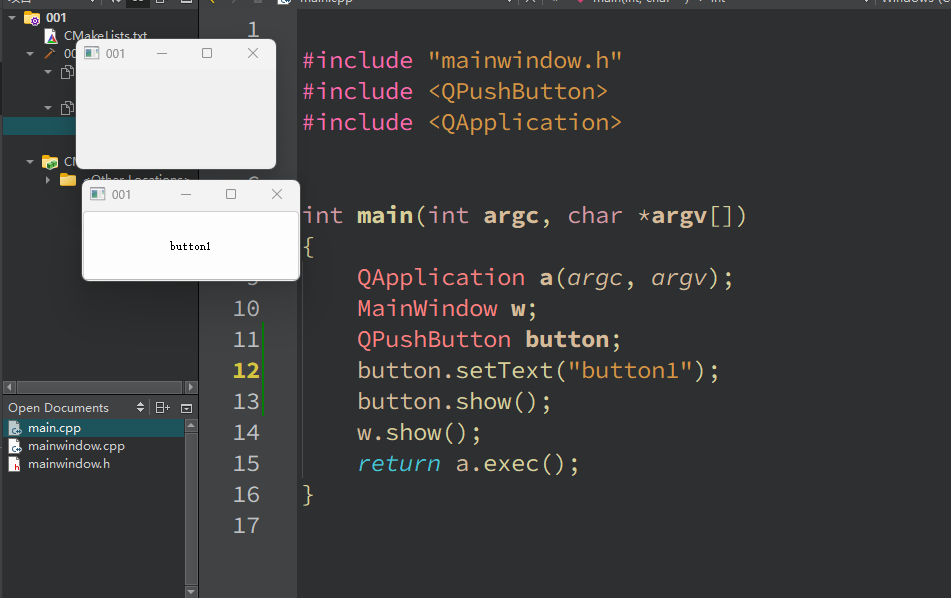 项目
main.cpp
main(int, char
int
Windows (C
001
CMakeLists.txt
00
001
CM
<Other Locations>
001
button1
Open Documents
main.cpp
mainwindow.cpp
mainwindow.h
1
#include "mainwindow.h"
#include <QPushButton>
#include <QApplication>
int main(int argc, char *argv[])
{
QApplication a(argc, argv);
10 MainWindow w;
11 QPushButton button;
12 button.setText("button1");
13 button.show();
14 w.show();
15 return a.exec();
16 }
17